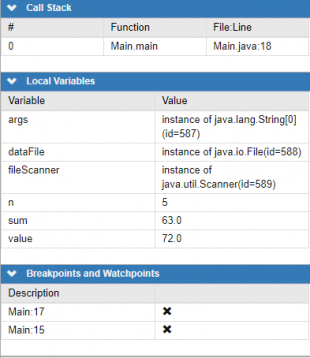 Call Stack
# Function File:Line
0 Main.main Main.java:18
Local Variables
Variable Value
args instance of java.lang.String[0]
(id=587)
dataFile instance of java.io.File(id=588)
fileScanner instance of
java.util.Scanner(id=589)
n 5
sum 63.0
value 72.0
Breakpoints and Watchpoints
Description
Main:17 ✖
Main:15 ✖